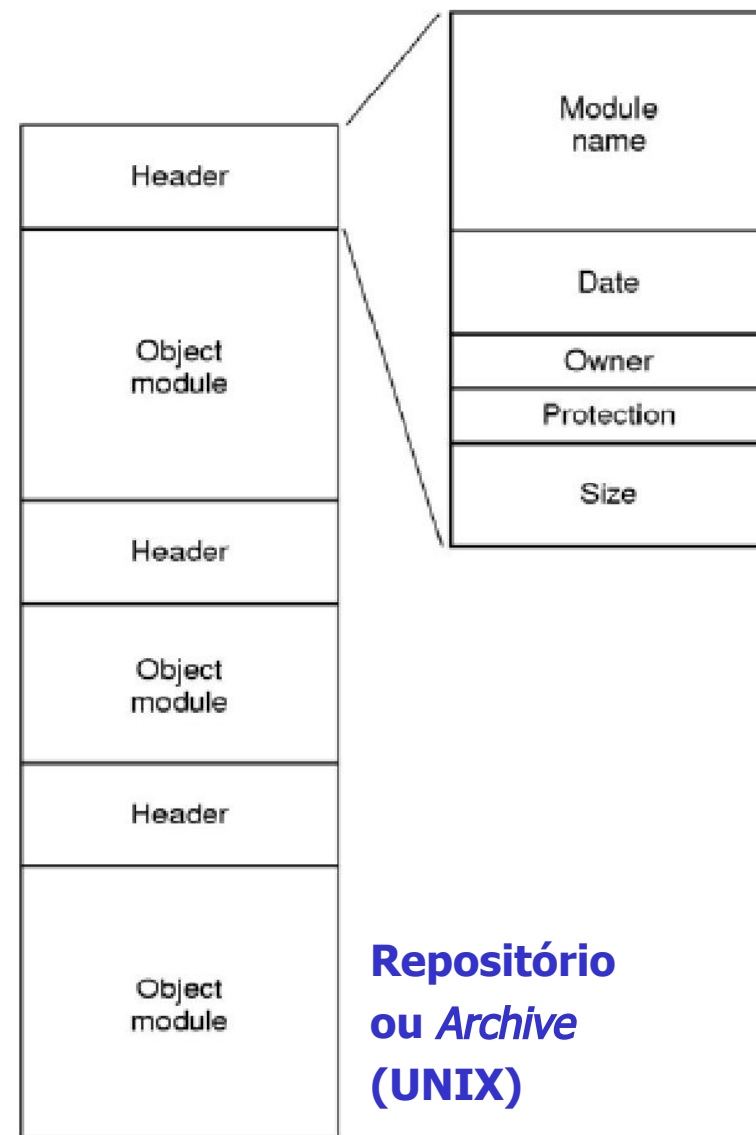 Header
Object
module
Header
Object
module
Header
Object
module
Module
name
Date
Owner
Protection
Size
Repositório
ou Archive
(UNIX)